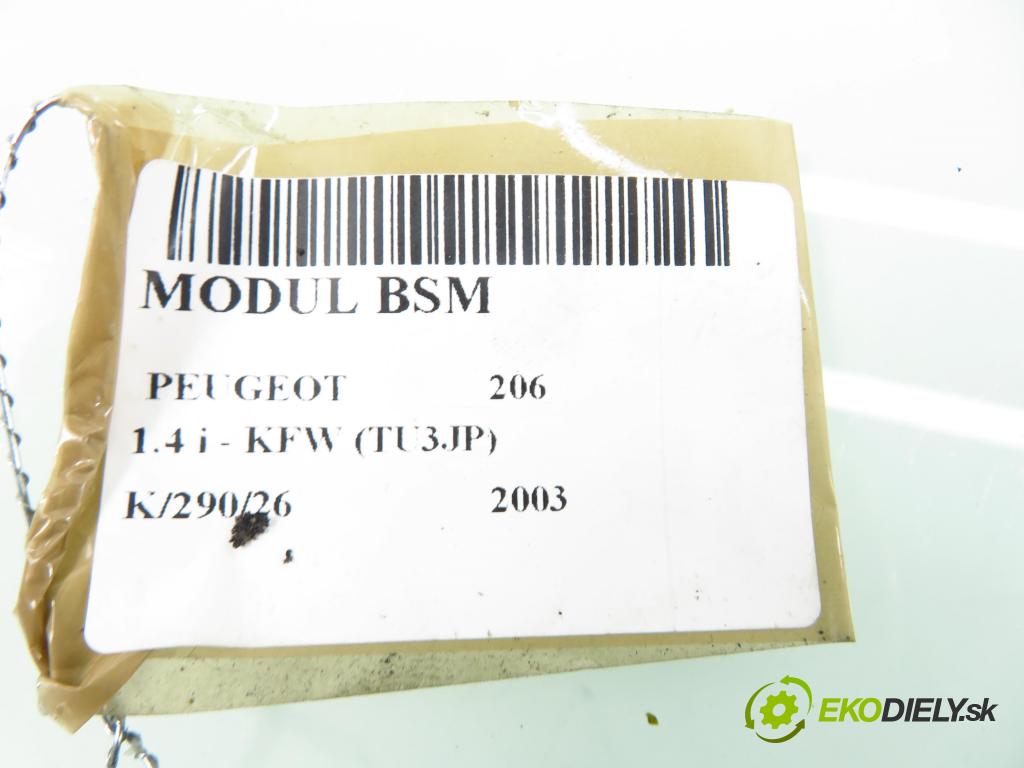 MODUL BSM
PEUGEOT 206
1.4 i - KFW (TU3JP)
K/290/26 2003
EKODIELY.sk